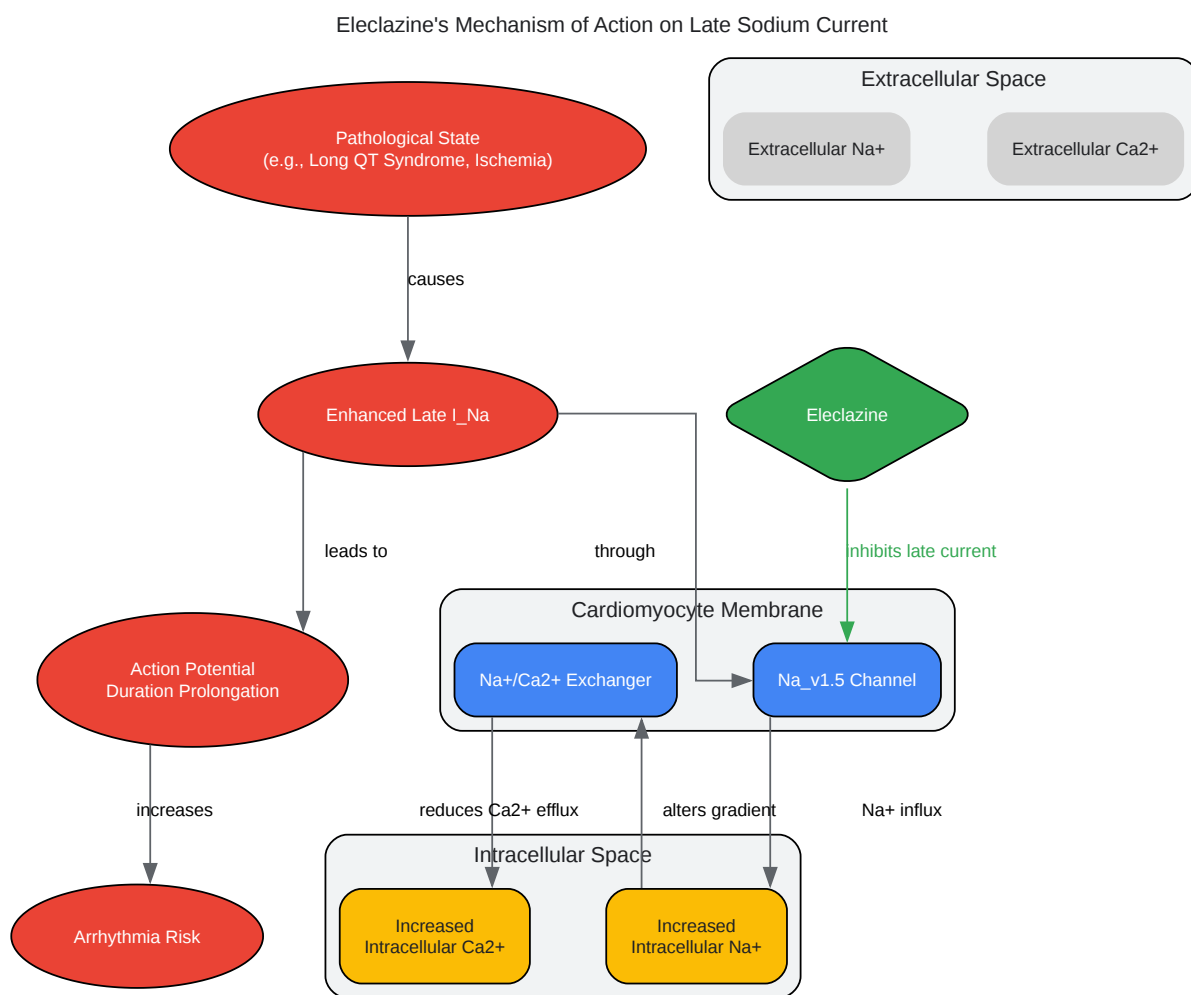 Eleclazine's Mechanism of Action on Late Sodium Current
Extracellular Space
Pathological State
(e.g., Long QT Syndrome, Ischemia)
Extracellular Na+
Extracellular Ca2+
causes
Enhanced Late I_Na
Eleclazine
leads to
through
inhibits late current
Cardiomyocyte Membrane
Action Potential
Duration Prolongation
Na+/Ca2+ Exchanger
Na_v1.5 Channel
increases
reduces Ca2+ efflux
alters gradient
Na+ influx
Intracellular Space
Arrhythmia Risk
Increased
Intracellular Ca2+
Increased
Intracellular Na+